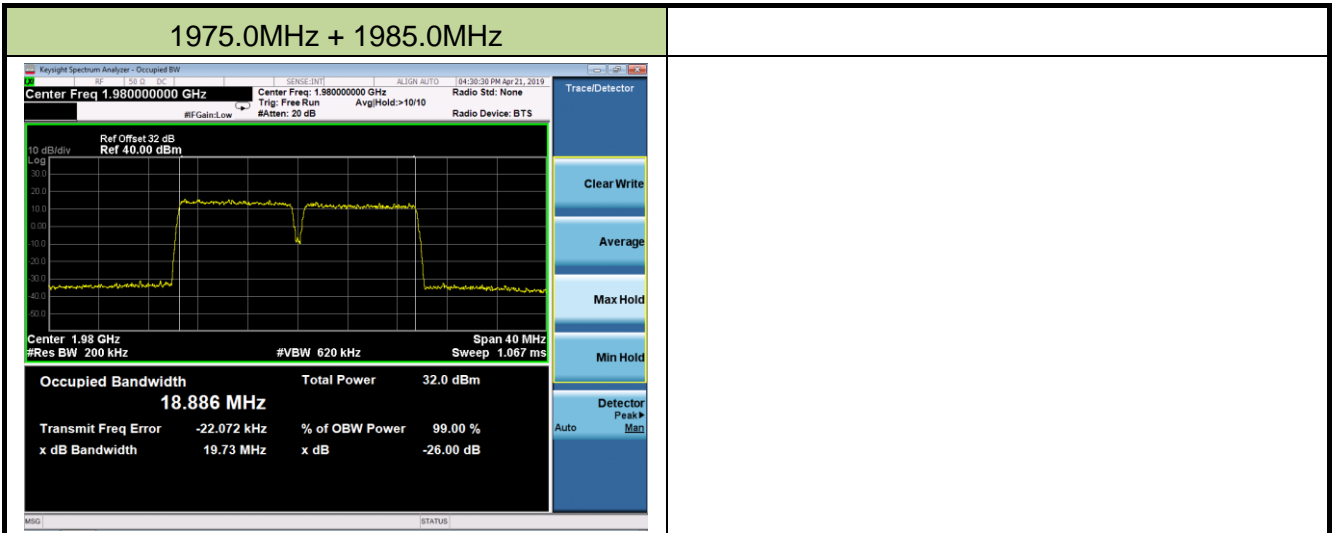 1975.0MHz + 1985.0MHz
Keysight Spectrum Analyzer - Occupied BW
RF 50 Ω DC SENSE:INT ALIGN AUTO 04:30:30 PM Apr 21, 2019
Center Freq 1.980000000 GHz
Center Freq: 1.980000000 GHz Radio Std: None
Trig: Free Run Avg|Hold:>10/10
#IFGain:Low #Atten: 20 dB Radio Device: BTS
Trace/Detector
Ref Offset 32 dB
10 dB/div Ref 40.00 dBm
Log
30.0
20.0
10.0
0.00
-10.0
-20.0
-30.0
-40.0
-50.0
Center 1.98 GHz Span 40 MHz
#Res BW 200 kHz #VBW 620 kHz Sweep 1.067 ms
Occupied Bandwidth Total Power 32.0 dBm
18.886 MHz
Transmit Freq Error -22.072 kHz % of OBW Power 99.00 %
x dB Bandwidth 19.73 MHz x dB -26.00 dB
Clear Write
Average
Max Hold
Min Hold
Detector
Peak▶
Auto Man
MSG STATUS